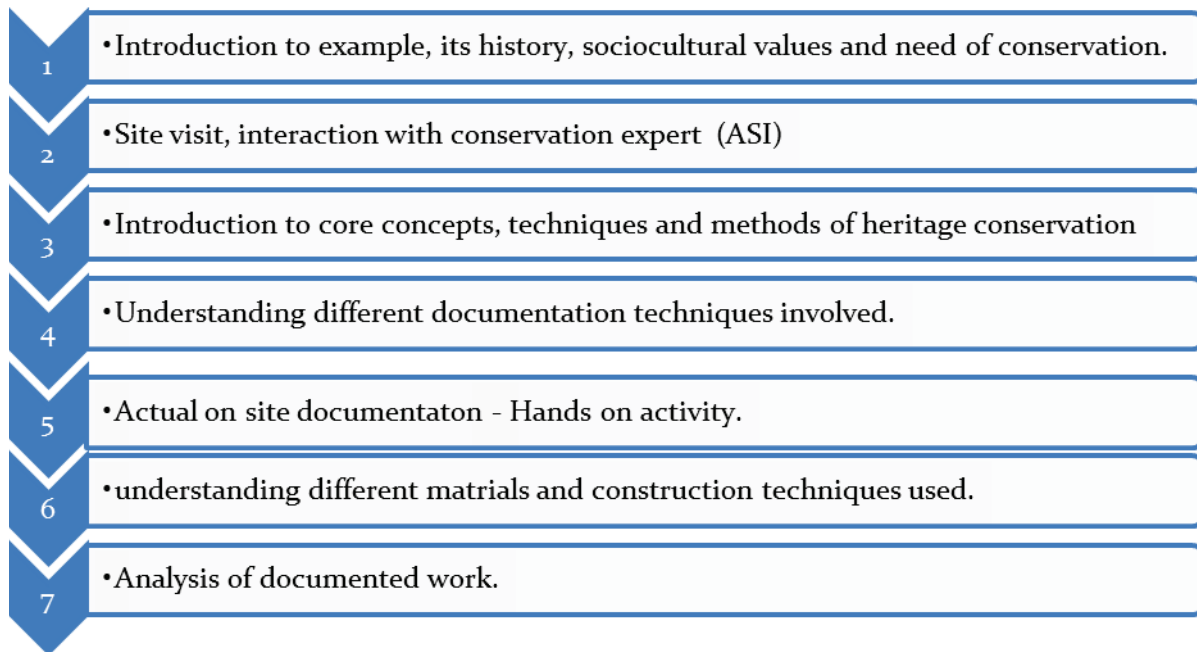 1 •Introduction to example, its history, sociocultural values and need of conservation.
2 •Site visit, interaction with conservation expert (ASI)
3 •Introduction to core concepts, techniques and methods of heritage conservation
4 •Understanding different documentation techniques involved.
5 •Actual on site documentaton - Hands on activity.
6 •understanding different matrials and construction techniques used.
7 •Analysis of documented work.